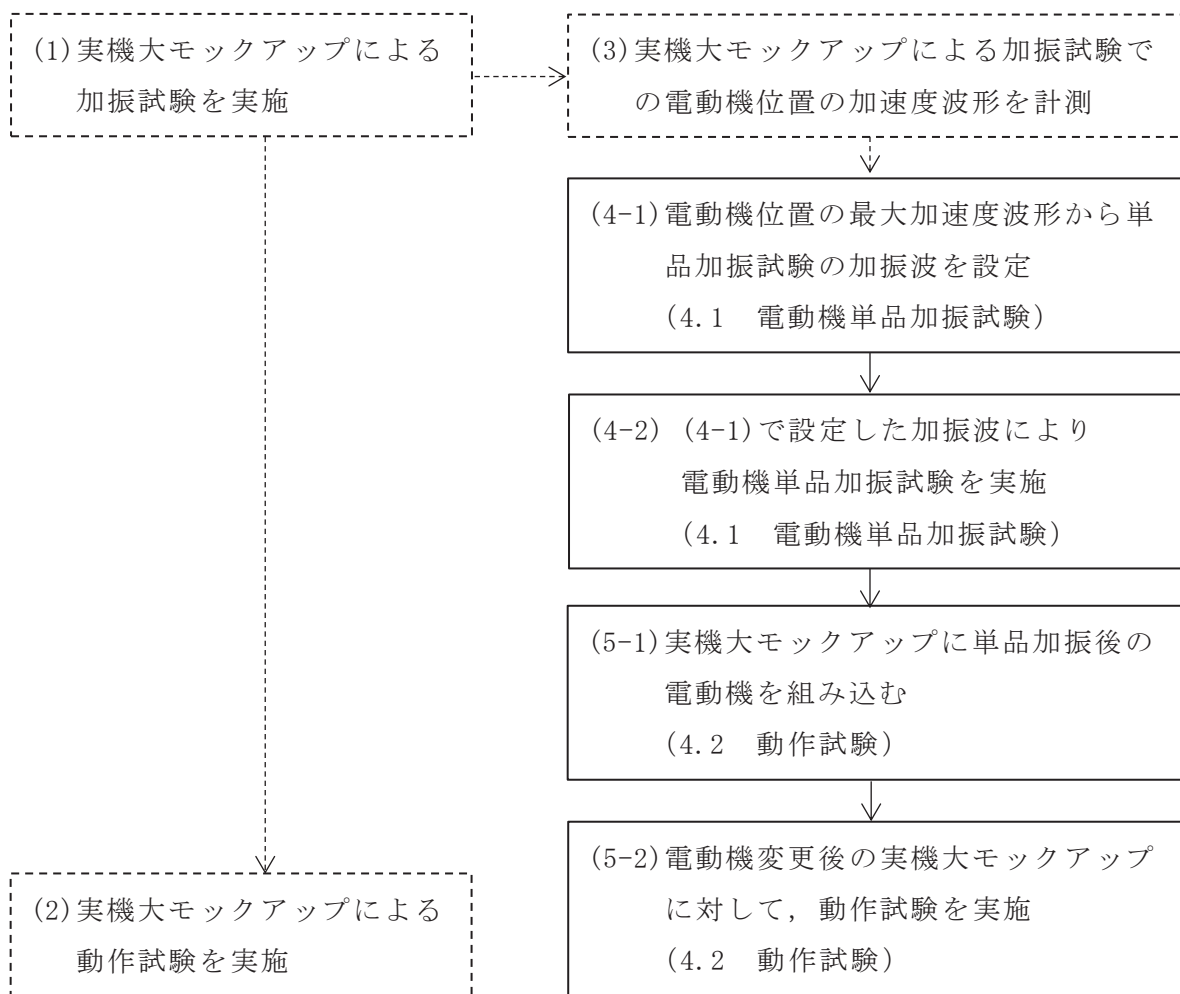 (1)実機大モックアップによる
加振試験を実施
(3)実機大モックアップによる加振試験で
の電動機位置の加速度波形を計測
(4-1)電動機位置の最大加速度波形から単
品加振試験の加振波を設定
(4.1 電動機単品加振試験)
(4-2) (4-1)で設定した加振波により
電動機単品加振試験を実施
(4.1 電動機単品加振試験)
(5-1)実機大モックアップに単品加振後の
電動機を組み込む
(4.2 動作試験)
(5-2)電動機変更後の実機大モックアップ
に対して，動作試験を実施
(4.2 動作試験)
(2)実機大モックアップによる
動作試験を実施